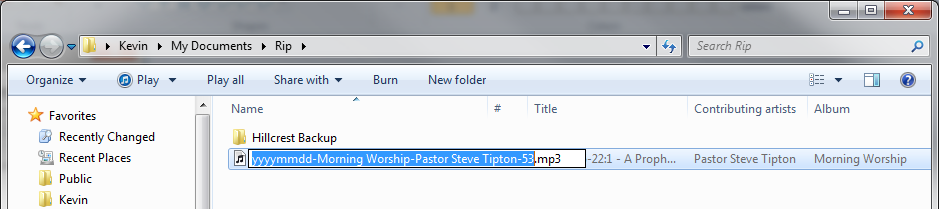 Kevin ▸ My Documents ▸ Rip ▸
Search Rip
Organize Play Play all Share with Burn New folder
Name # Title Contributing artists Album
Favorites
Recently Changed
Recent Places
Public
Kevin
Hillcrest Backup
yyyymmdd-Morning Worship-Pastor Steve Tipton-53.mp3 -22:1 - A Proph... Pastor Steve Tipton Morning Worship